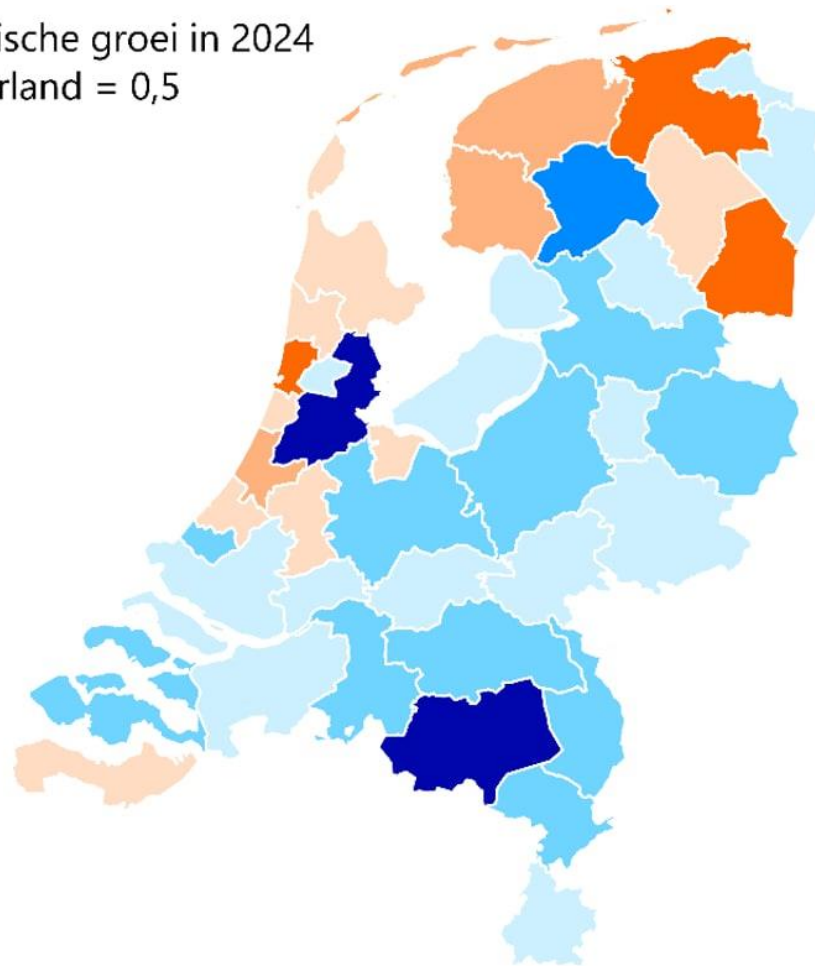 ische groei in 2024
rland = 0,5